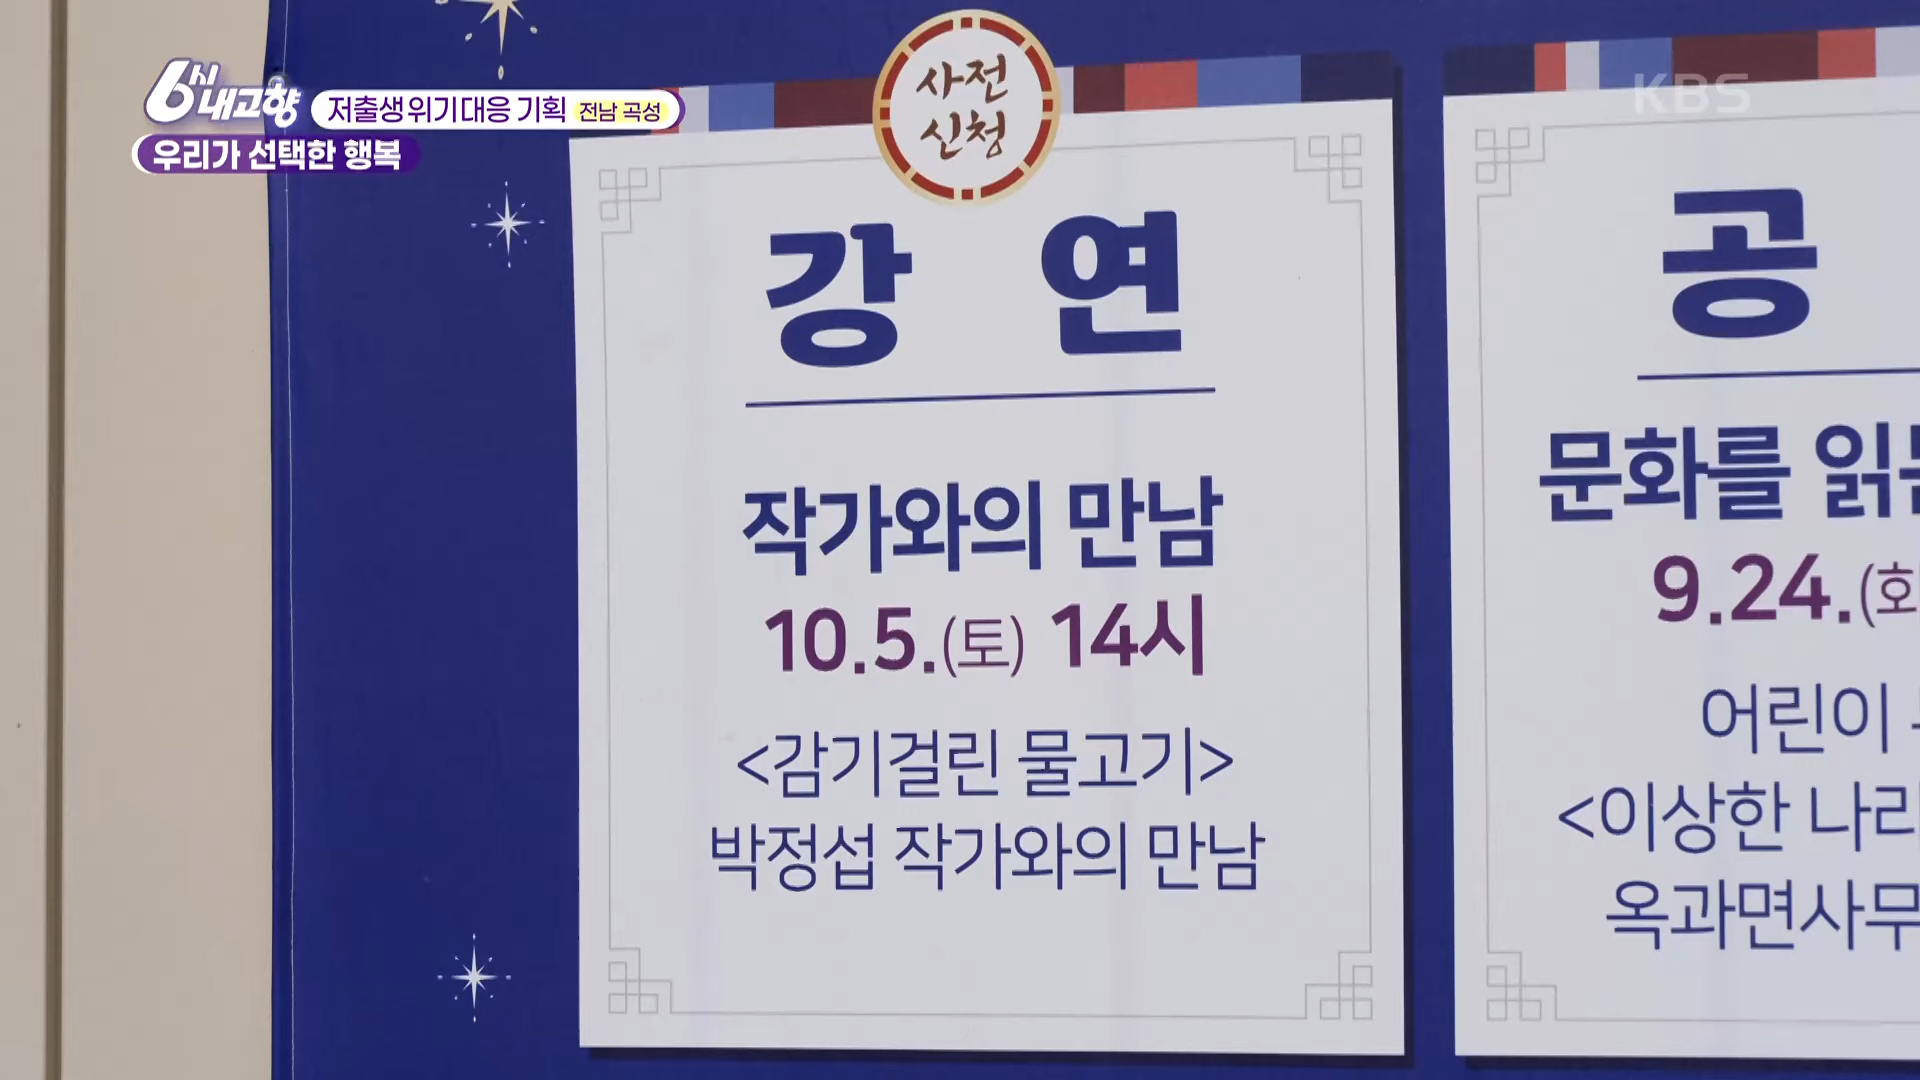 6시
내고향
저출생 위기 대응 기획 전남 곡성
우리가 선택한 행복
KBS
사전
신청
강 연
작가와의 만남
10.5.(토) 14시
<감기걸린 물고기>
박정섭 작가와의 만남
공
문화를
9.24.(화
어린이
<이상한 나라
옥과면사무